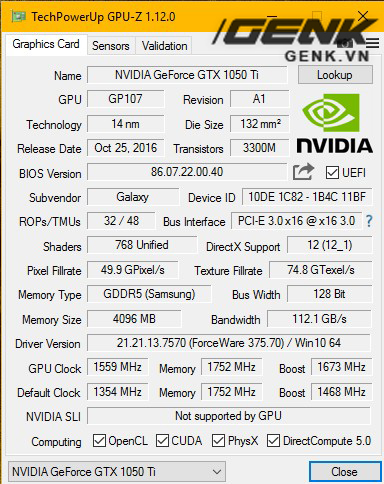 TechPowerUp GPU-Z 1.12.0
Graphics Card Sensors Validation
GENK
GENK.VN
Name NVIDIA GeForce GTX 1050 Ti Lookup
GPU GP107 Revision A1
Technology 14 nm Die Size 132 mm²
Release Date Oct 25, 2016 Transistors 3300M
NVIDIA
BIOS Version 86.07.22.00.40 UEFI
Subvendor Galaxy Device ID 10DE 1C82 - 1B4C 11BF
ROPs/TMUs 32 / 48 Bus Interface PCI-E 3.0 x16 @ x16 3.0 ?
Shaders 768 Unified DirectX Support 12 (12_1)
Pixel Fillrate 49.9 GPixel/s Texture Fillrate 74.8 GTexel/s
Memory Type GDDR5 (Samsung) Bus Width 128 Bit
Memory Size 4096 MB Bandwidth 112.1 GB/s
Driver Version 21.21.13.7570 (ForceWare 375.70) / Win10 64
GPU Clock 1559 MHz Memory 1752 MHz Boost 1673 MHz
Default Clock 1354 MHz Memory 1752 MHz Boost 1468 MHz
NVIDIA SLI Not supported by GPU
Computing OpenCL CUDA PhysX DirectCompute 5.0
NVIDIA GeForce GTX 1050 Ti Close